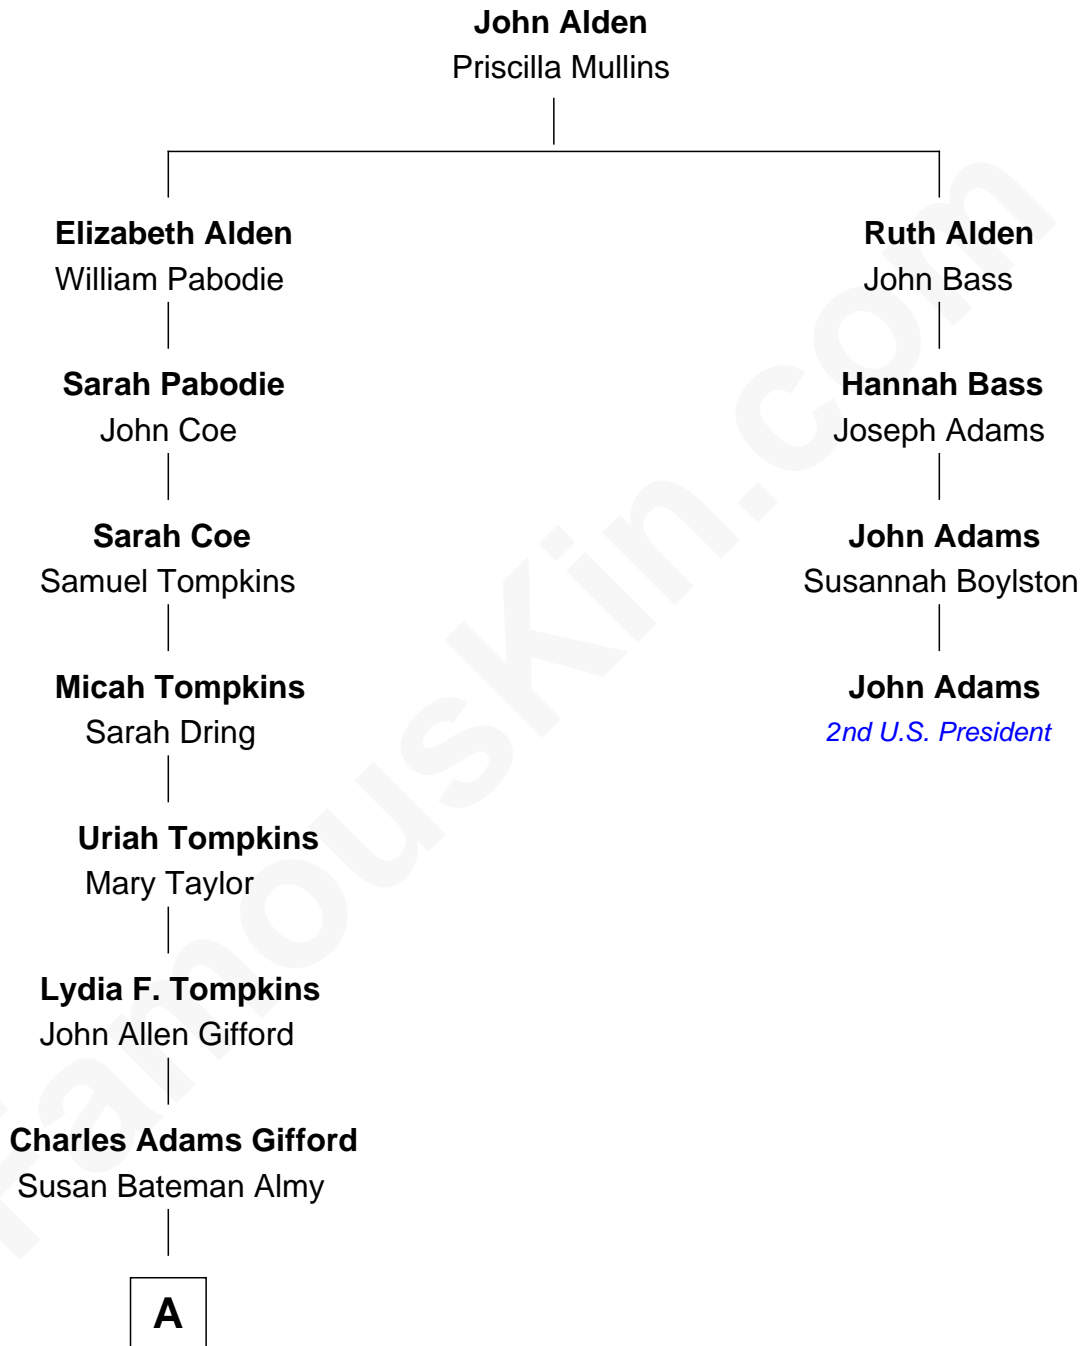 John Alden
Priscilla Mullins
Elizabeth Alden
William Pabodie
Ruth Alden
John Bass
Sarah Pabodie
John Coe
Hannah Bass
Joseph Adams
Sarah Coe
Samuel Tompkins
John Adams
Susannah Boylston
Micah Tompkins
Sarah Dring
John Adams
2nd U.S. President
Uriah Tompkins
Mary Taylor
Lydia F. Tompkins
John Allen Gifford
Charles Adams Gifford
Susan Bateman Almy
A
FamousKin.com